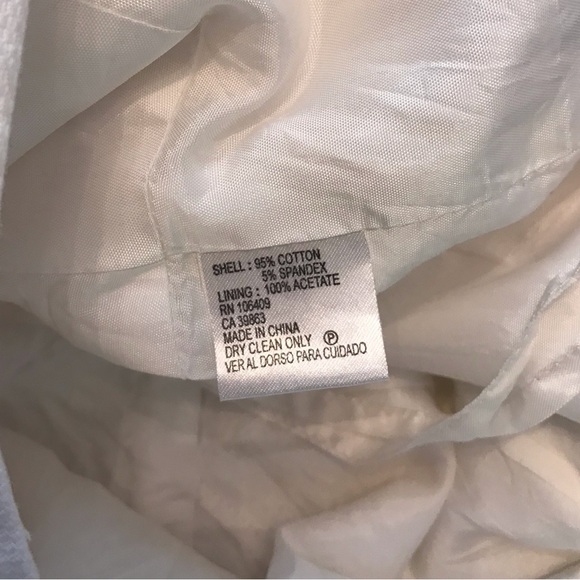 SHELL : 95% COTTON
5% SPANDEX
LINING : 100% ACETATE
RN 106409
CA 39863
MADE IN CHINA
DRY CLEAN ONLY Ⓟ
VER AL DORSO PARA CUIDADO